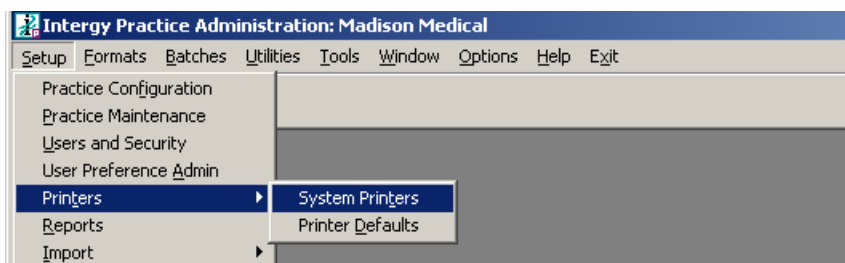 Intergy Practice Administration: Madison Medical
Setup Formats Batches Utilities Tools Window Options Help Exit
Practice Configuration
Practice Maintenance
Users and Security
User Preference Admin
Printers
System Printers
Reports
Printer Defaults
Import